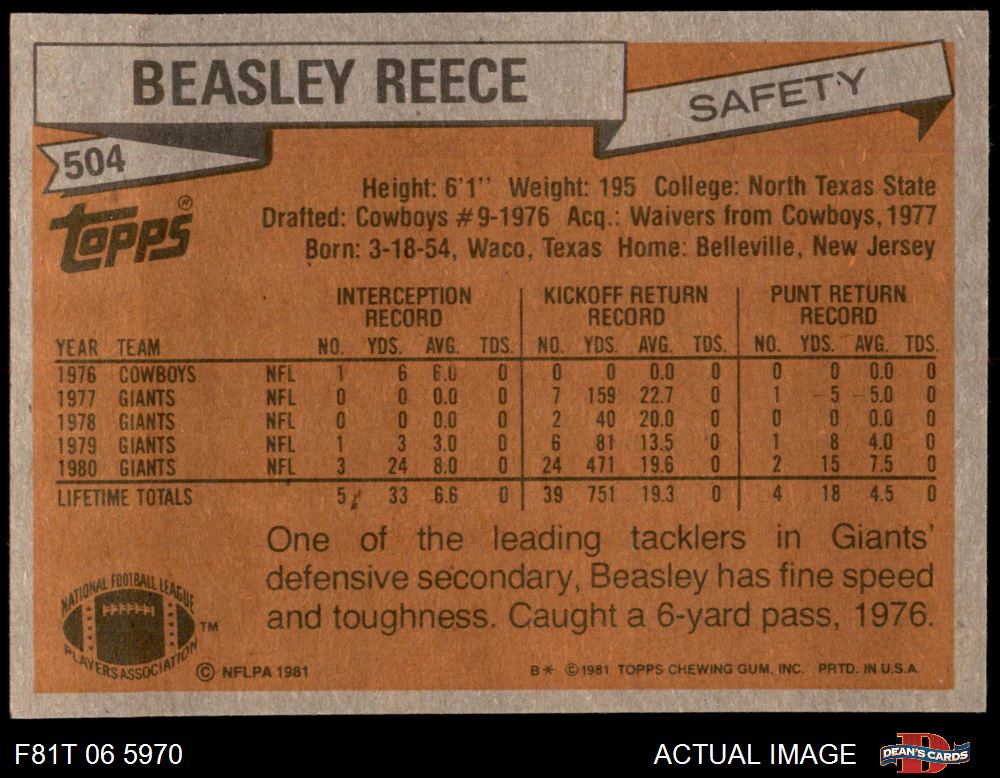 BEASLEY REECE
SAFETY
504
Topps®
Height: 6'1'' Weight: 195 College: North Texas State
Drafted: Cowboys #9-1976 Acq.: Waivers from Cowboys, 1977
Born: 3-18-54, Waco, Texas Home: Belleville, New Jersey
INTERCEPTION RECORD KICKOFF RETURN RECORD PUNT RETURN RECORD
YEAR TEAM NO. YDS. AVG. TDS. NO. YDS. AVG. TDS. NO. YDS. AVG. TDS.
1976 COWBOYS NFL 1 6 6.0 0 0 0 0.0 0 0 0 0.0 0
1977 GIANTS NFL 0 0 0.0 0 7 159 22.7 0 1 -5 -5.0 0
1978 GIANTS NFL 0 0 0.0 0 2 40 20.0 0 0 0 0.0 0
1979 GIANTS NFL 1 3 3.0 0 6 81 13.5 0 1 8 4.0 0
1980 GIANTS NFL 3 24 8.0 0 24 471 19.6 0 2 15 7.5 0
LIFETIME TOTALS 5 33 6.6 0 39 751 19.3 0 4 18 4.5 0
One of the leading tacklers in Giants'
defensive secondary, Beasley has fine speed
and toughness. Caught a 6-yard pass, 1976.
NATIONAL FOOTBALL LEAGUE
PLAYERS ASSOCIATION
TM
© NFLPA 1981
B* © 1981 TOPPS CHEWING GUM, INC. PRTD. IN U.S.A.
F81T 06 5970
ACTUAL IMAGE
DEAN'S CARDS